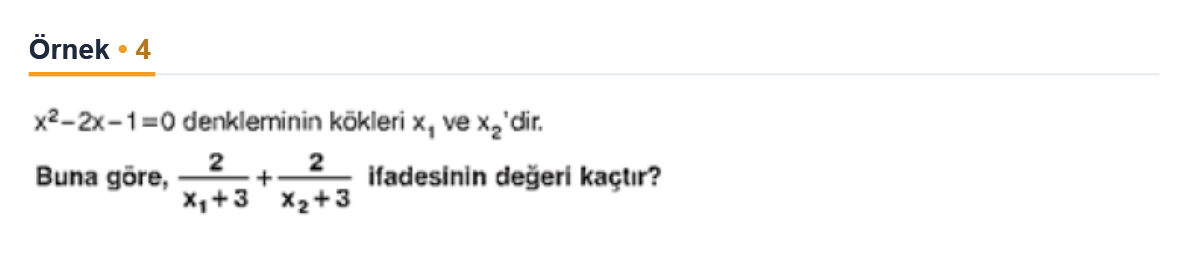 Örnek • 4
x²–2x–1=0 denkleminin kökleri x₁ ve x₂'dir.
Buna göre, 2/(x₁+3) + 2/(x₂+3) ifadesinin değeri kaçtır?